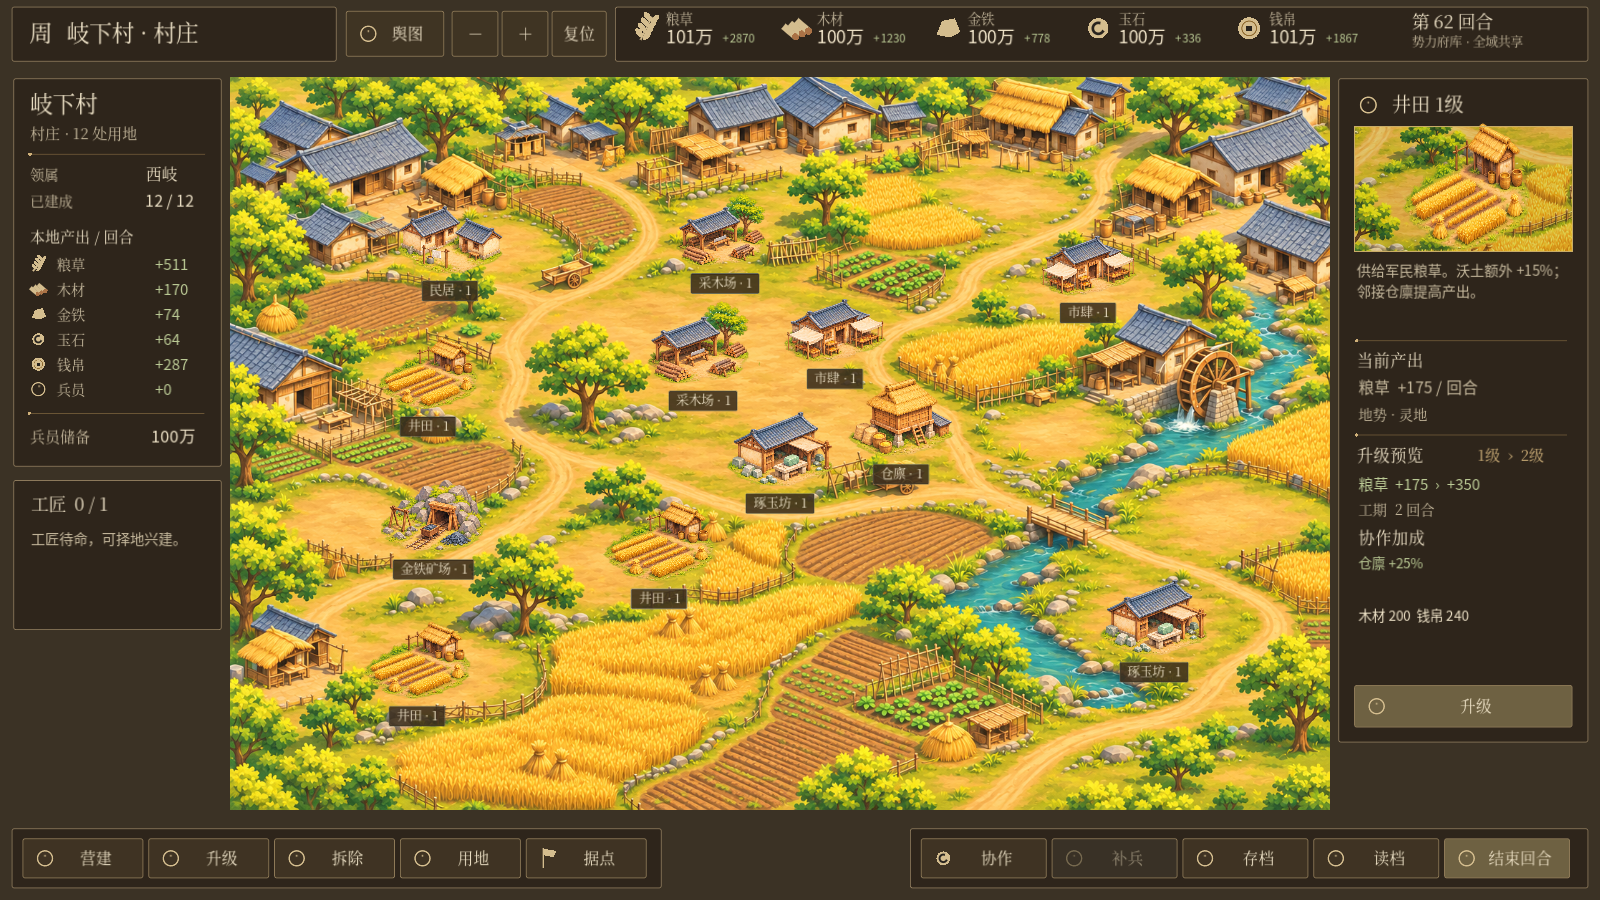 周 岐下村 · 村庄
舆图
− + 复位
粮草 101万 +2870
木材 100万 +1230
金铁 100万 +778
玉石 100万 +336
钱帛 101万 +1867
第 62 回合
势力府库 · 全域共享
岐下村
村庄 · 12 处用地
领属 西岐
已建成 12 / 12
本地产出 / 回合
粮草 +511
木材 +170
金铁 +74
玉石 +64
钱帛 +287
兵员 +0
兵员储备 100万
工匠 0 / 1
工匠待命，可择地兴建。
民居 · 1
采木场 · 1
市肆 · 1
采木场 · 1
市肆 · 1
井田 · 1
仓廪 · 1
琢玉坊 · 1
金铁矿场 · 1
井田 · 1
琢玉坊 · 1
井田 · 1
井田 1级
供给军民粮草。沃土额外 +15%；
邻接仓廪提高产出。
当前产出
粮草 +175 / 回合
地势 · 灵地
升级预览 1级 › 2级
粮草 +175 › +350
工期 2 回合
协作加成
仓廪 +25%
木材 200 钱帛 240
升级
营建 升级 拆除 用地 据点
协作 补兵 存档 读档 结束回合